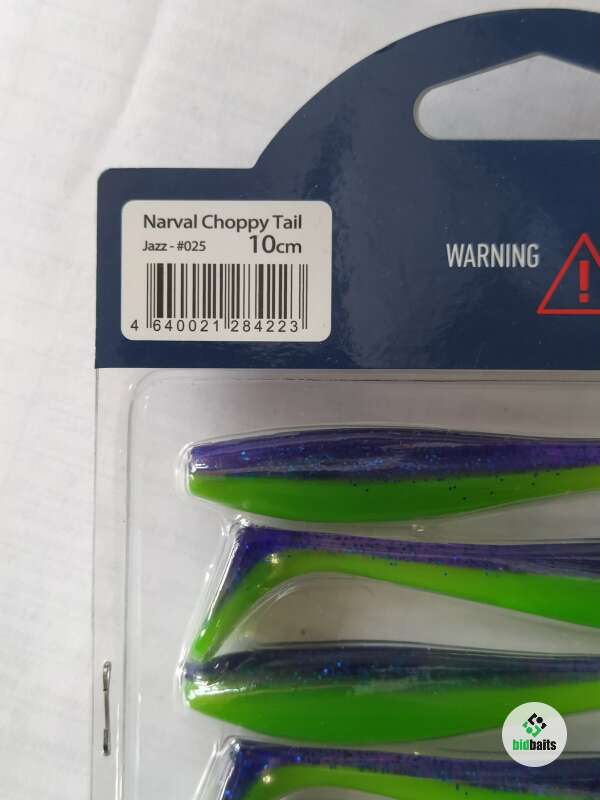 Narval Choppy Tail
Jazz - #025 10cm
4 640021 284223
WARNING
!
bidbaits